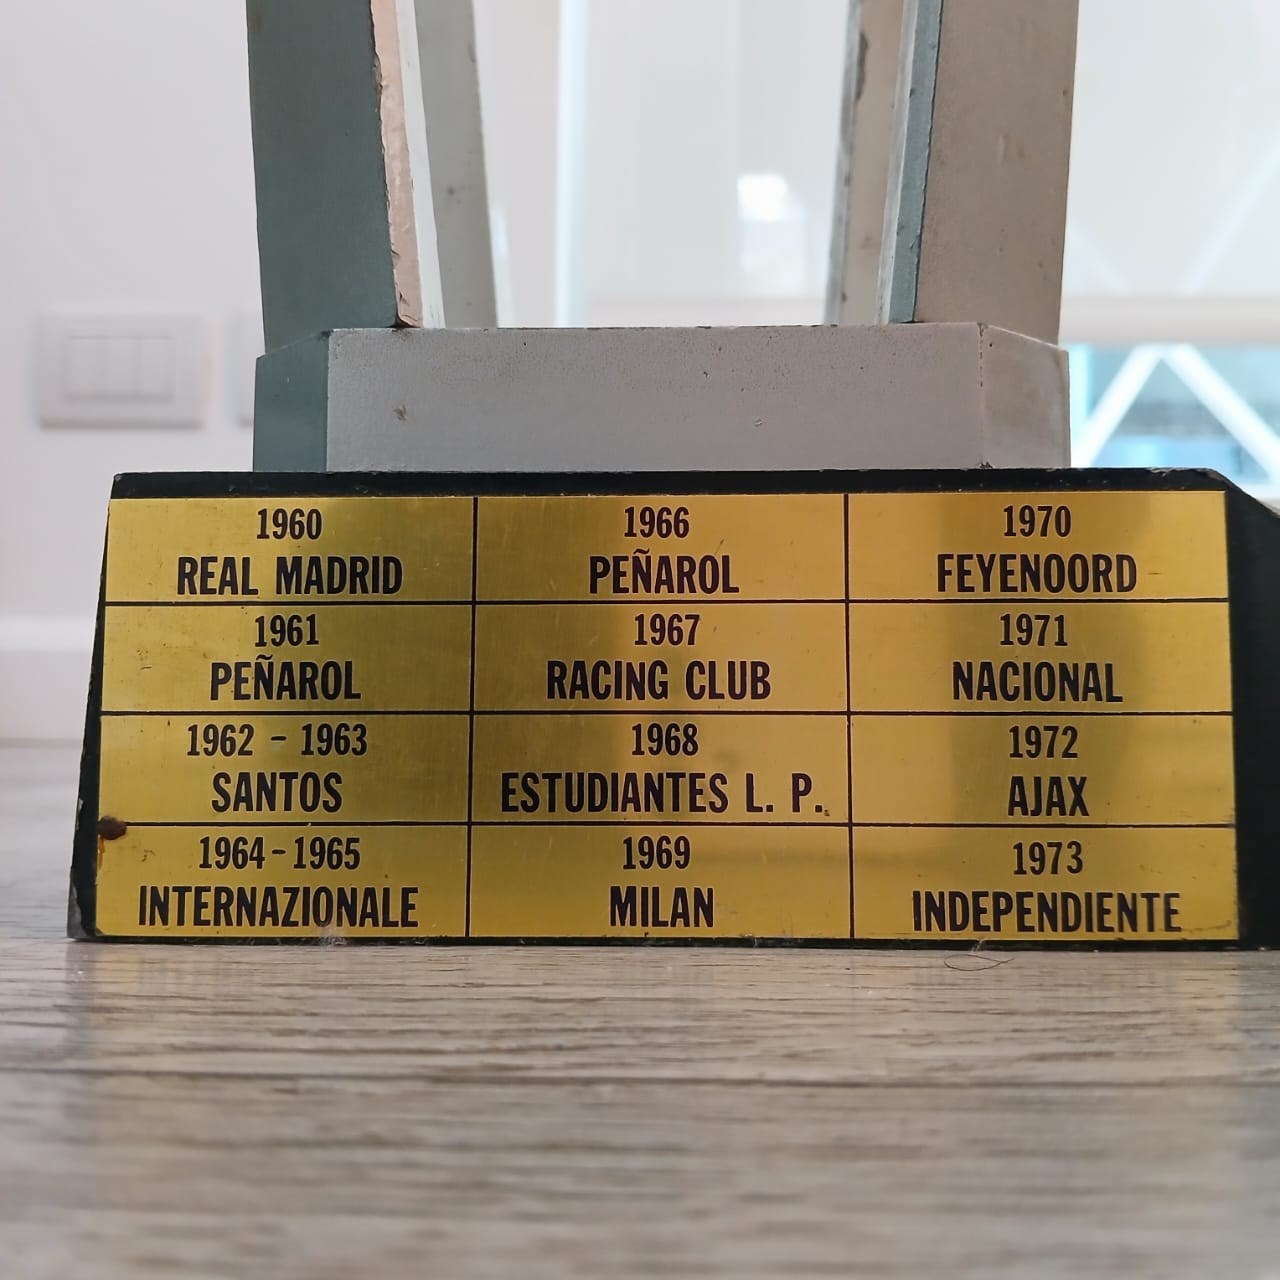 1960
REAL MADRID
1961
PEÑAROL
1962 - 1963
SANTOS
1964-1965
INTERNAZIONALE
1966
PEÑAROL
1967
RACING CLUB
1968
ESTUDIANTES L. P.
1969
MILAN
1970
FEYENOORD
1971
NACIONAL
1972
AJAX
1973
INDEPENDIENTE